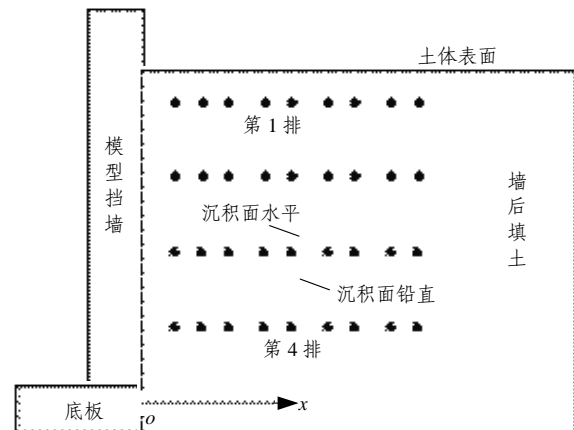 土体表面
第1排
模型挡墙
墙后填土
沉积面水平
沉积面铅直
第4排
底板
o
x